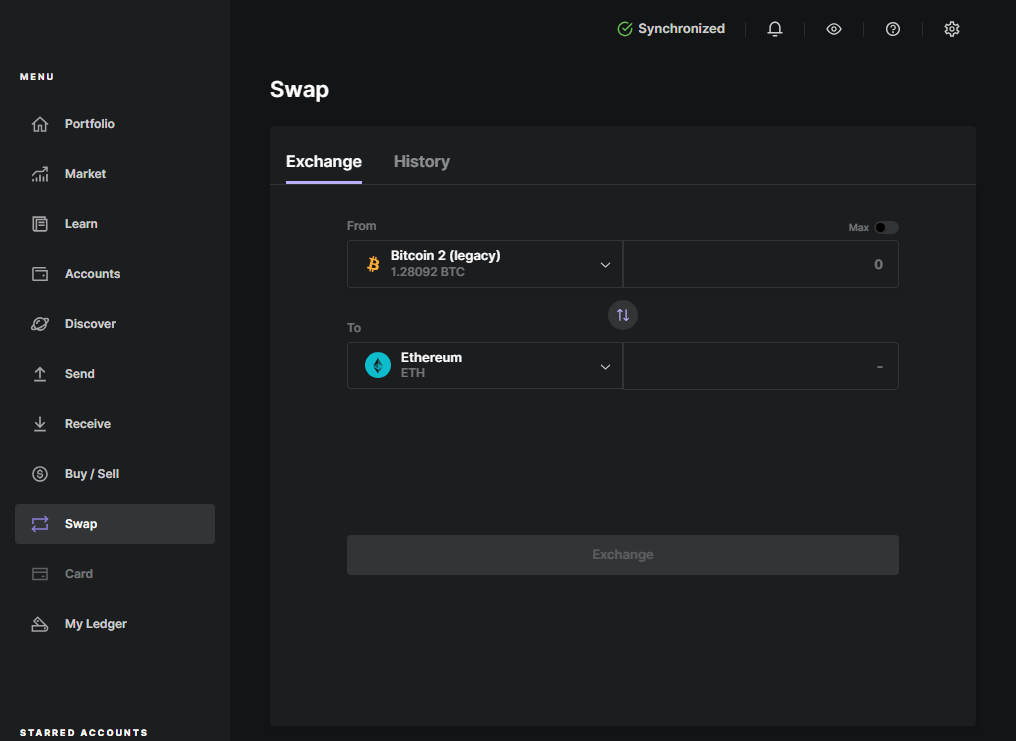 Synchronized
MENU
Portfolio
Market
Learn
Accounts
Discover
Send
Receive
Buy / Sell
Swap
Card
My Ledger
STARRED ACCOUNTS
Swap
Exchange
History
From
Max
Bitcoin 2 (legacy)
1.28092 BTC
0
To
Ethereum
ETH
-
Exchange